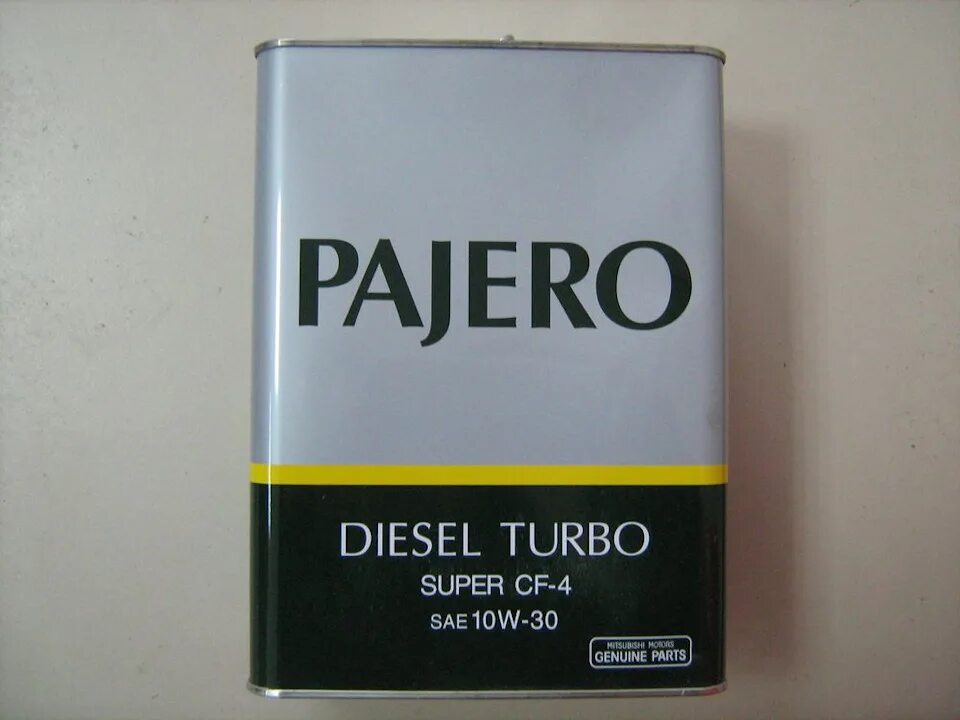 PAJERO
DIESEL TURBO
SUPER CF-4
SAE 10W-30
MITSUBISHI MOTORS
GENUINE PARTS